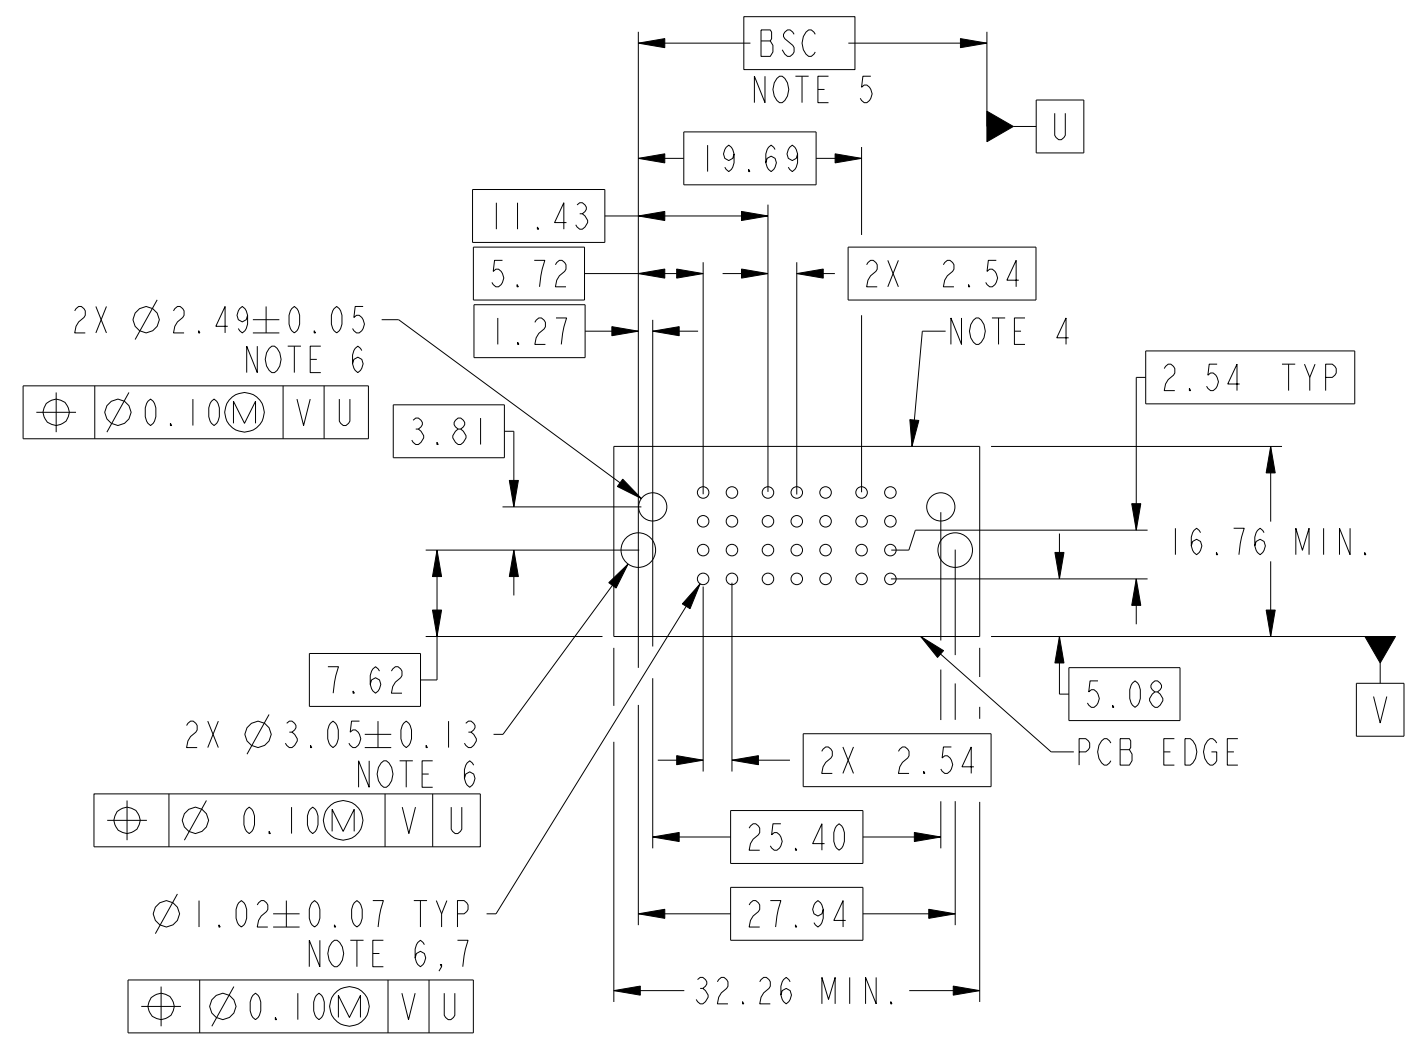 BSC
NOTE 5
U
19.69
11.43
5.72
2X 2.54
1.27
2X ∅2.49±0.05
NOTE 6
NOTE 4
⌖ ∅0.10Ⓜ V U
2.54 TYP
3.81
16.76 MIN.
7.62
5.08
V
2X ∅3.05±0.13
NOTE 6
PCB EDGE
2X 2.54
⌖ ∅ 0.10Ⓜ V U
25.40
∅1.02±0.07 TYP
NOTE 6,7
27.94
⌖ ∅0.10Ⓜ V U
32.26 MIN.